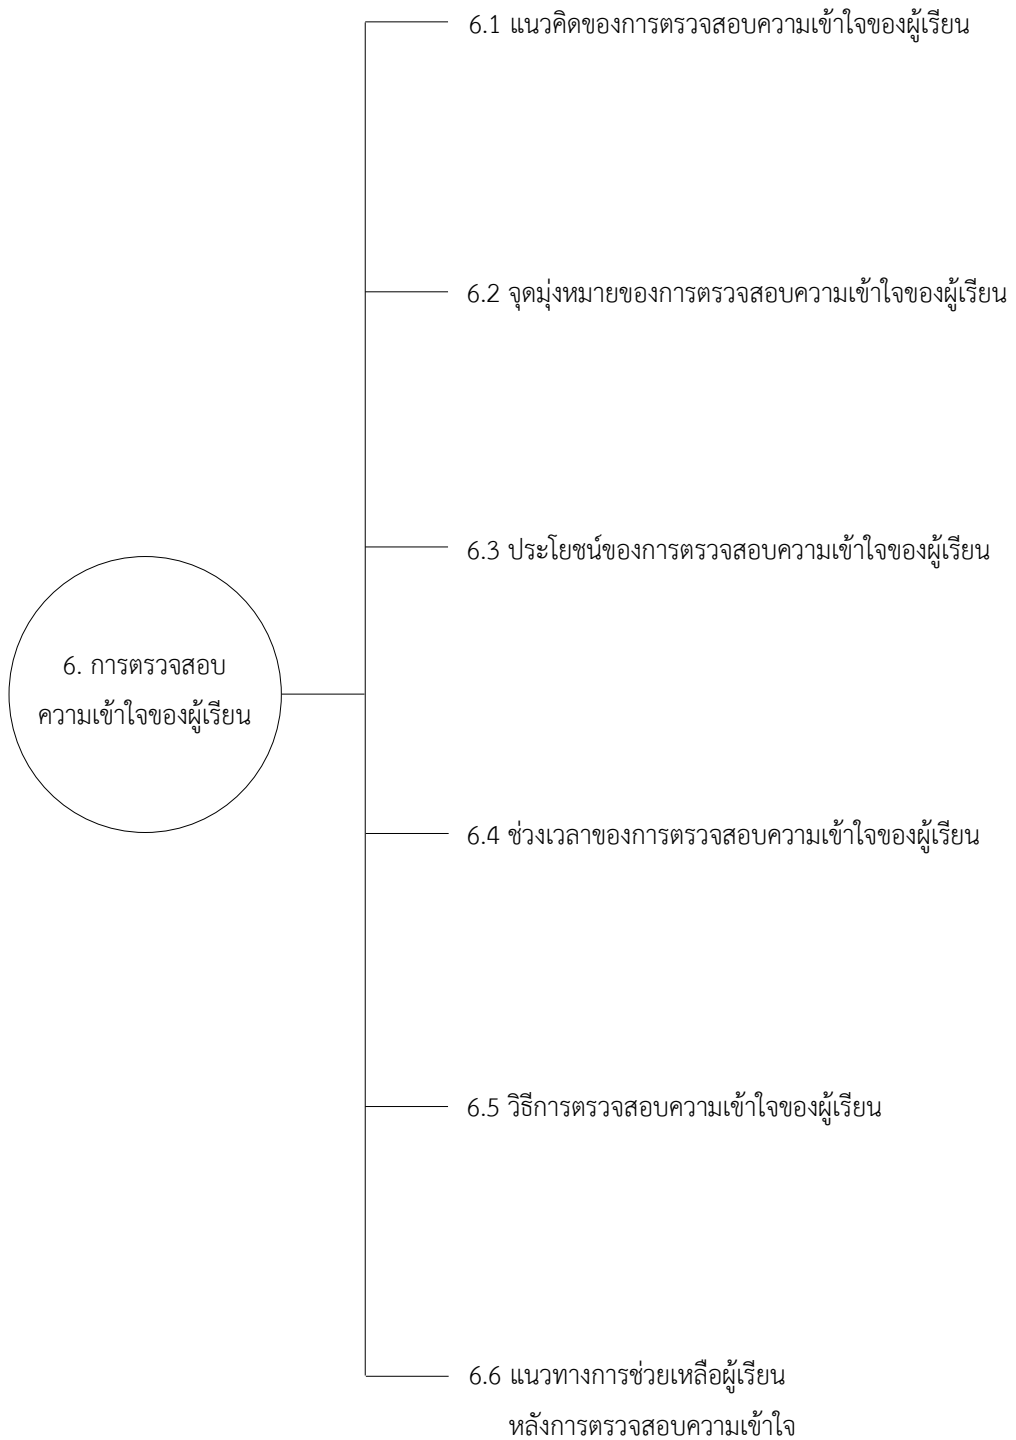 6.1 แนวคิดของการตรวจสอบความเข้าใจของผู้เรียน
6.2 จุดมุ่งหมายของการตรวจสอบความเข้าใจของผู้เรียน
6.3 ประโยชน์ของการตรวจสอบความเข้าใจของผู้เรียน
6. การตรวจสอบ
ความเข้าใจของผู้เรียน
6.4 ช่วงเวลาของการตรวจสอบความเข้าใจของผู้เรียน
6.5 วิธีการตรวจสอบความเข้าใจของผู้เรียน
6.6 แนวทางการช่วยเหลือผู้เรียน
หลังการตรวจสอบความเข้าใจ